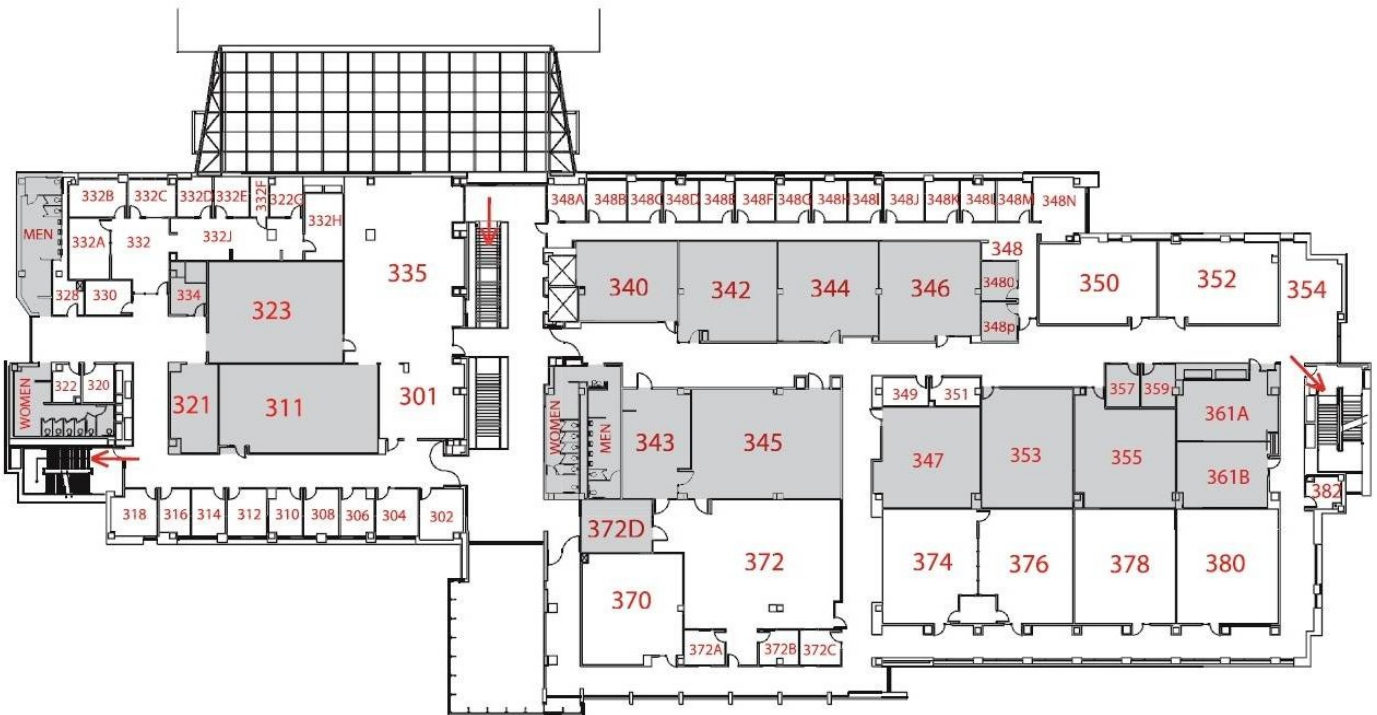 332B 332C 332D 332E 332F 322G
332H
348A 348B 348C 348D 348E 348F 348G 348H 348I 348J 348K 348L 348M 348N
MEN
332A 332 332J
348
335
328 330 334
323
340 342 344 346
348O
348p
350 352 354
WOMEN
322 320
321 311 301
WOMEN
MEN
343 345
349 351
357 359
361A
347 353 355
361B
382
318 316 314 312 310 308 306 304 302
372D
372
370
374 376 378 380
372A 372B 372C